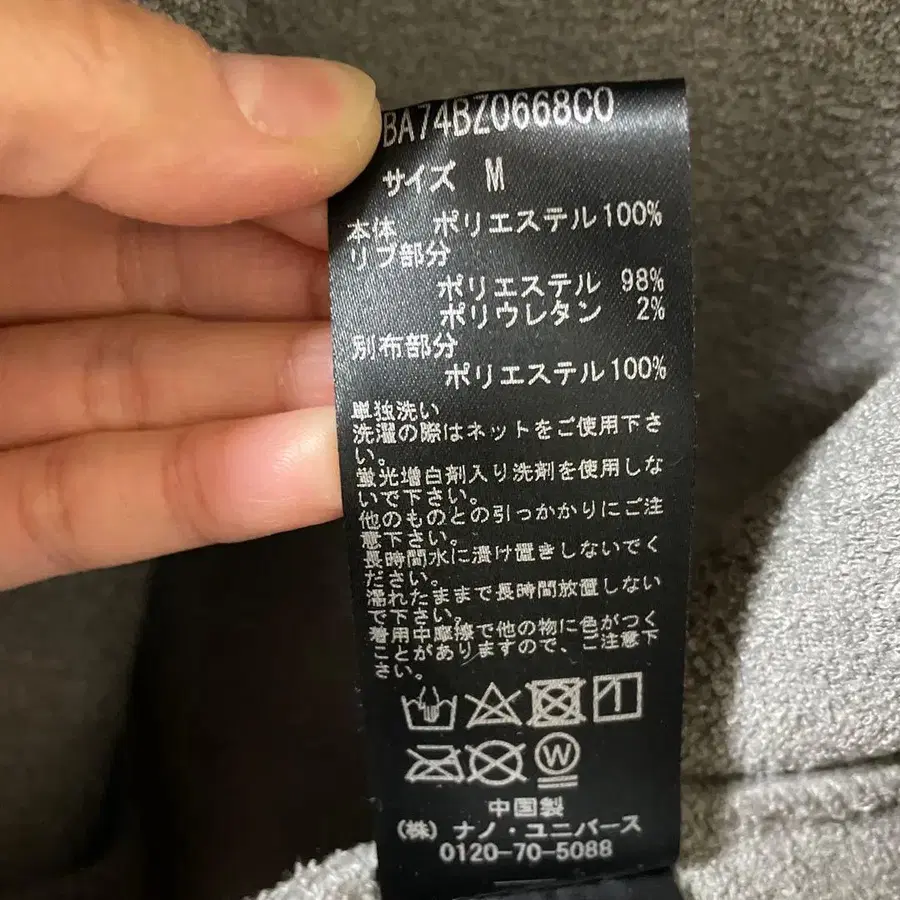 BA74BZ0668C0
サイズ M
本体 ポリエステル100%
リブ部分
ポリエステル 98%
ポリウレタン 2%
別布部分
ポリエステル100%
単独洗い
洗濯の際はネットをご使用下さ
い。
蛍光増白剤入り洗剤を使用しな
いで下さい。
他のものとの引っかかりにご注
意下さい。
長時間水に漬け置きしないでく
ださい。
濡れたままで長時間放置しない
で下さい。
着用中摩擦で他の物に色がつく
ことがありますので、ご注意下
さい。
W
中国製
(株) ナノ・ユニバース
0120-70-5088